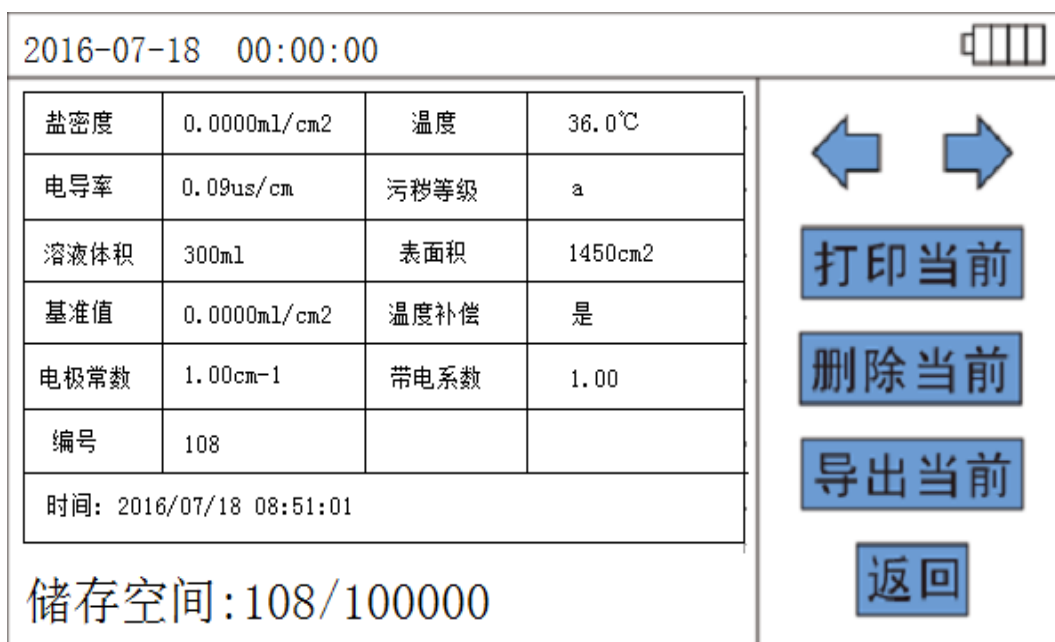 2016-07-18 00:00:00
盐密度 0.0000ml/cm2 温度 36.0℃
电导率 0.09us/cm 污秽等级 a
溶液体积 300ml 表面积 1450cm2
基准值 0.0000ml/cm2 温度补偿 是
电极常数 1.00cm-1 带电系数 1.00
编号 108
时间: 2016/07/18 08:51:01
储存空间:108/100000
打印当前
删除当前
导出当前
返回